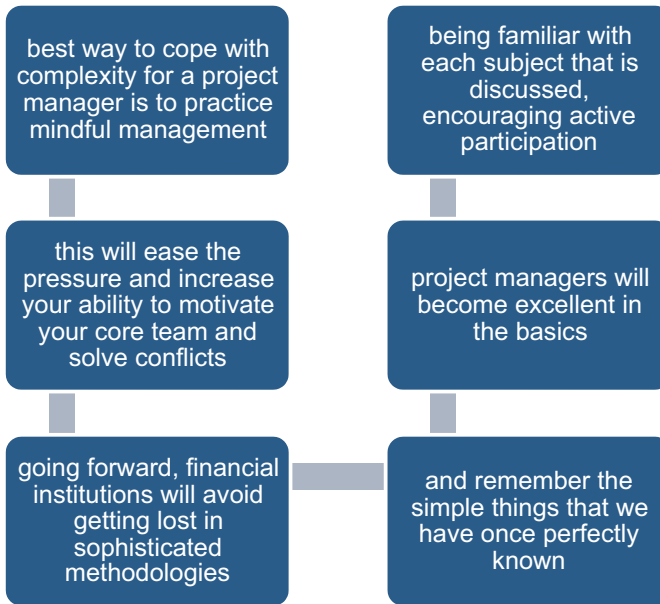 best way to cope with
complexity for a project
manager is to practice
mindful management
this will ease the
pressure and increase
your ability to motivate
your core team and
solve conflicts
going forward, financial
institutions will avoid
getting lost in
sophisticated
methodologies
and remember the
simple things that we
have once perfectly
known
project managers will
become excellent in
the basics
being familiar with
each subject that is
discussed,
encouraging active
participation